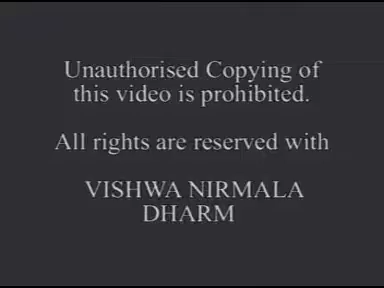 Unauthorised Copying of
this video is prohibited.
All rights are reserved with
VISHWA NIRMALA
DHARM